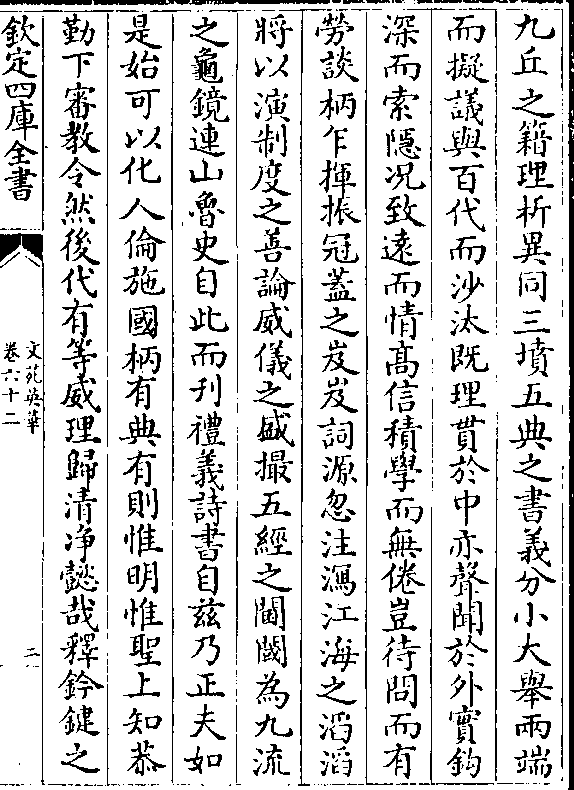 九丘之籍理析異同三墳五典之書義分小大舉兩端
而擬議與百代而沙汰既理貫於中亦聲聞於外實鈎
深而索隱况致遠而情高信積學而無倦豈待問而有
勞談柄乍揮振冠蓋之岌岌詞源忽注瀉江海之滔滔
將以演制度之善論威儀之盛撮五經之閫閾為九流
之龜鏡連山魯史自此而刋禮義詩書自兹乃正夫如
是始可以化人倫施國柄有典有則惟明惟聖上知恭
勤下審教令然後代有等威理歸清净懿哉釋鈐鍵之
欽定四庫全書
文苑英華
卷六十二
二